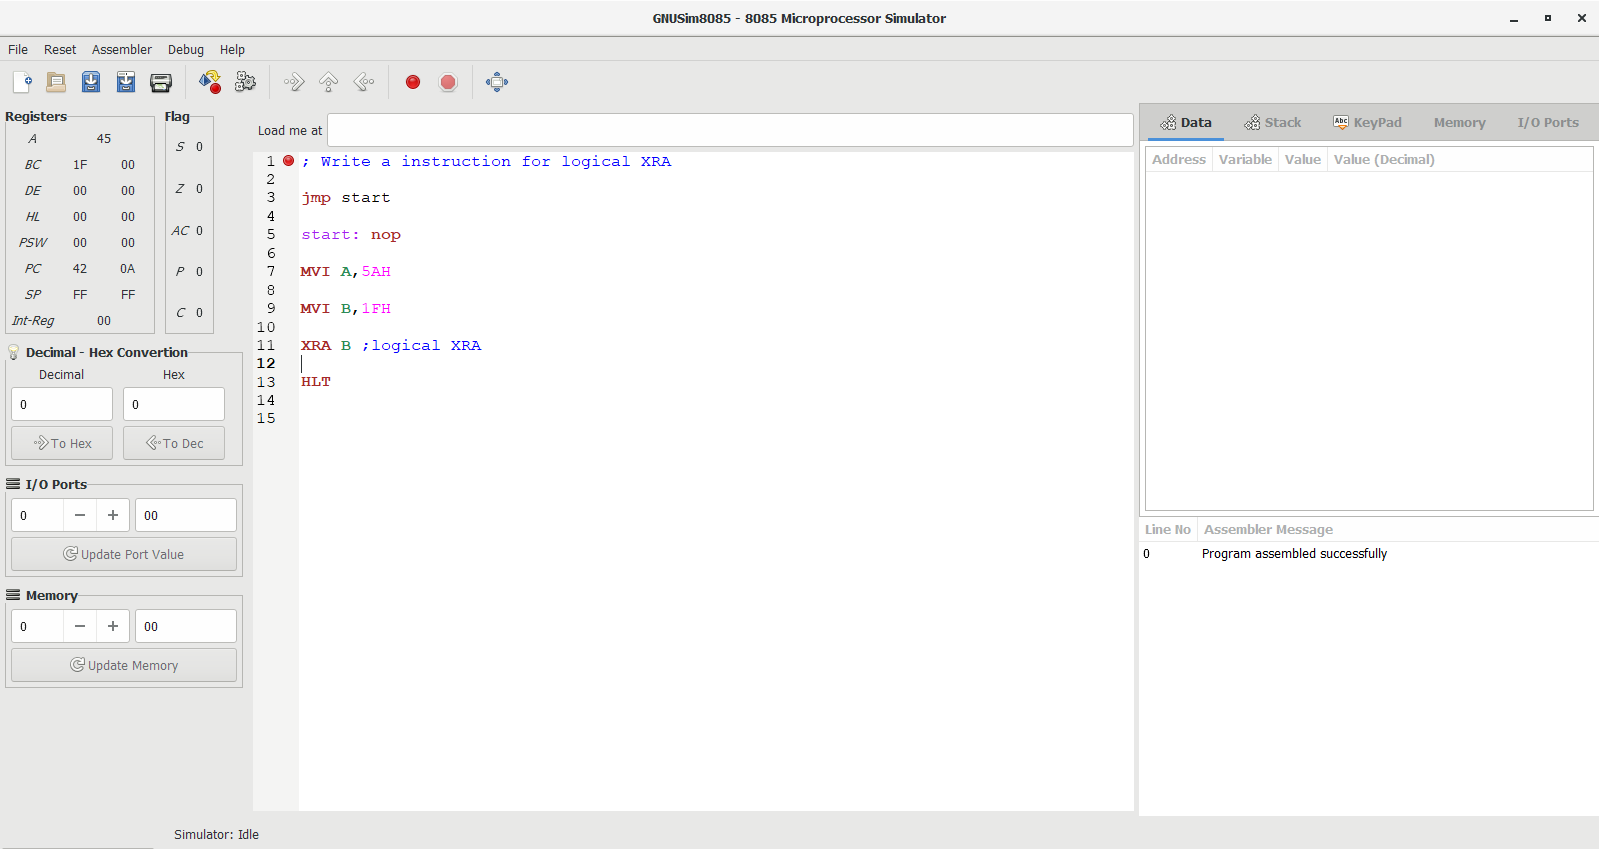 GNUSim8085 - 8085 Microprocessor Simulator
File Reset Assembler Debug Help
Registers
A 45
BC 1F 00
DE 00 00
HL 00 00
PSW 00 00
PC 42 0A
SP FF FF
Int-Reg 00
Flag
S 0
Z 0
AC 0
P 0
C 0
Decimal - Hex Convertion
Decimal Hex
0 0
To Hex To Dec
I/O Ports
0 − + 00
Update Port Value
Memory
0 − + 00
Update Memory
Load me at
1 ; Write a instruction for logical XRA
2
3 jmp start
4
5 start: nop
6
7 MVI A,5AH
8
9 MVI B,1FH
10
11 XRA B ;logical XRA
12
13 HLT
14
15
Data Stack Abc KeyPad Memory I/O Ports
Address Variable Value Value (Decimal)
Line No Assembler Message
0 Program assembled successfully
Simulator: Idle